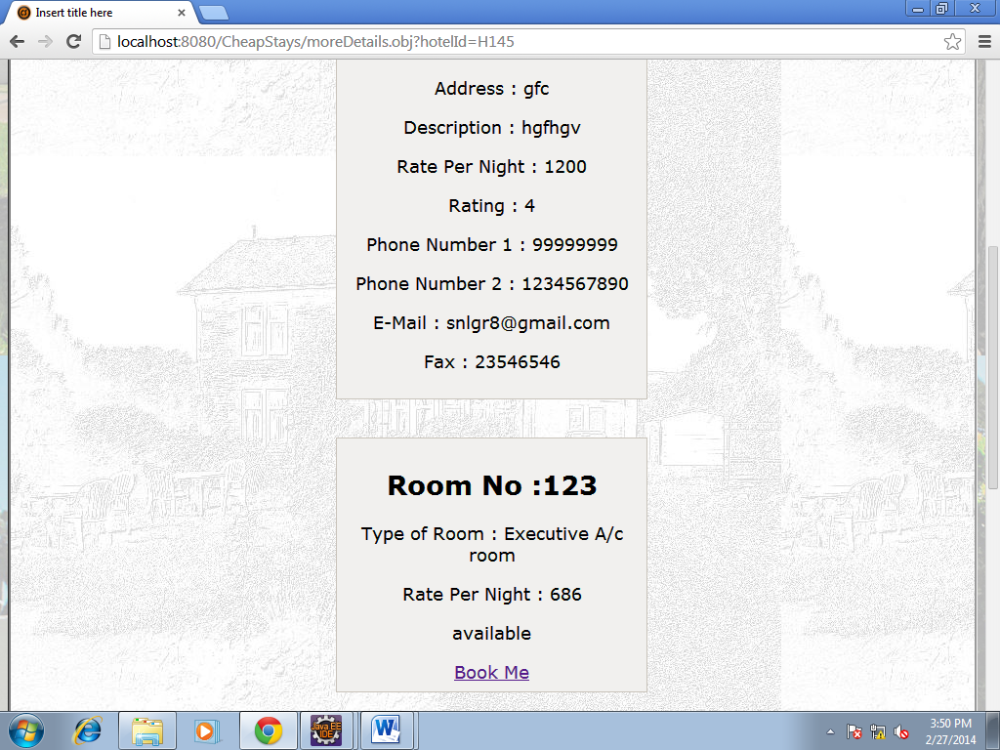 Insert title here
localhost:8080/CheapStays/moreDetails.obj?hotelId=H145
Address : gfc
Description : hgfhgv
Rate Per Night : 1200
Rating : 4
Phone Number 1 : 99999999
Phone Number 2 : 1234567890
E-Mail : snlgr8@gmail.com
Fax : 23546546
Room No :123
Type of Room : Executive A/c
room
Rate Per Night : 686
available
Book Me
Java EE
IDE
W
3:50 PM
2/27/2014